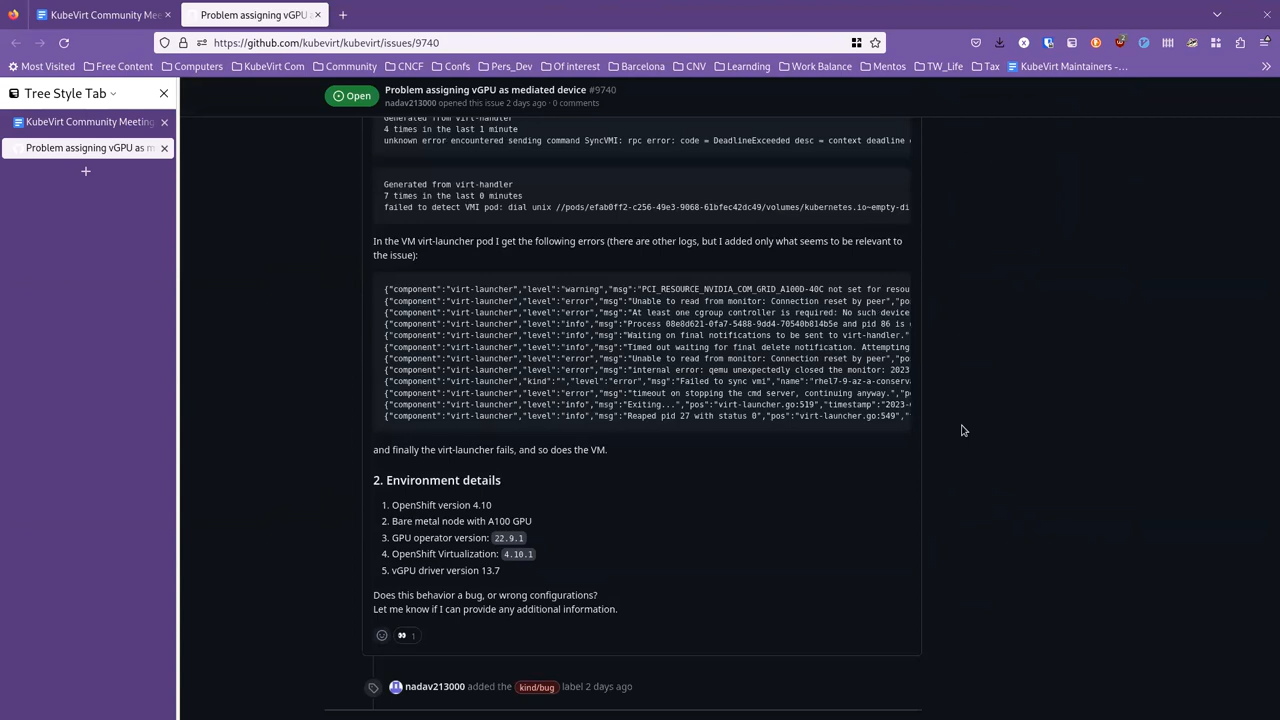 KubeVirt Community Mee
Problem assigning vGPU a
https://github.com/kubevirt/kubevirt/issues/9740
Most Visited
Free Content
Computers
KubeVirt Com
Community
CNCF
Confs
Pers_Dev
Of interest
Barcelona
CNV
Learnding
Work Balance
Mentos
TW_Life
Tax
KubeVirt Maintainers -…
Tree Style Tab
KubeVirt Community Meeting
Problem assigning vGPU as m
Open
Problem assigning vGPU as mediated device #9740
nadav213000 opened this issue 2 days ago · 0 comments
Generated from virt-handler
4 times in the last 1 minute
unknown error encountered sending command SyncVMI: rpc error: code = DeadlineExceeded desc = context deadline e
Generated from virt-handler
7 times in the last 0 minutes
failed to detect VMI pod: dial unix //pods/efab0ff2-c256-49e3-9068-61bfec42dc49/volumes/kubernetes.io~empty-di
In the VM virt-launcher pod I get the following errors (there are other logs, but I added only what seems to be relevant to
the issue):
{"component":"virt-launcher","level":"warning","msg":"PCI_RESOURCE_NVIDIA_COM_GRID_A100D-40C not set for resou
{"component":"virt-launcher","level":"error","msg":"Unable to read from monitor: Connection reset by peer","po
{"component":"virt-launcher","level":"error","msg":"At least one cgroup controller is required: No such device
{"component":"virt-launcher","level":"info","msg":"Process 08e8d621-0fa7-5488-9dd4-70540b814b5e and pid 86 is g
{"component":"virt-launcher","level":"info","msg":"Waiting on final notifications to be sent to virt-handler."
{"component":"virt-launcher","level":"info","msg":"Timed out waiting for final delete notification. Attempting
{"component":"virt-launcher","level":"error","msg":"Unable to read from monitor: Connection reset by peer","po
{"component":"virt-launcher","level":"error","msg":"internal error: qemu unexpectedly closed the monitor: 2023
{"component":"virt-launcher","kind":"","level":"error","msg":"Failed to sync vmi","name":"rhel7-9-az-a-conserv
{"component":"virt-launcher","level":"error","msg":"timeout on stopping the cmd server, continuing anyway.","p
{"component":"virt-launcher","level":"info","msg":"Exiting...","pos":"virt-launcher.go:519","timestamp":"2023-
{"component":"virt-launcher","level":"info","msg":"Reaped pid 27 with status 0","pos":"virt-launcher.go:549","
and finally the virt-launcher fails, and so does the VM.
2. Environment details
1. OpenShift version 4.10
2. Bare metal node with A100 GPU
3. GPU operator version: 22.9.1
4. OpenShift Virtualization: 4.10.1
5. vGPU driver version 13.7
Does this behavior a bug, or wrong configurations?
Let me know if I can provide any additional information.
1
nadav213000 added the kind/bug label 2 days ago